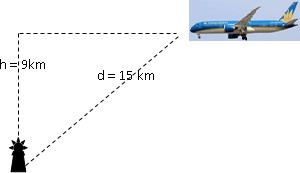 h = 9km
d = 15 km